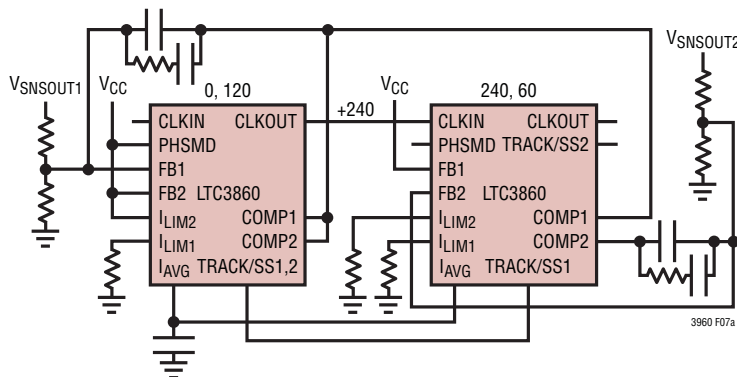 VSNSOUT1
VCC
0, 120
+240
VCC
240, 60
VSNSOUT2
CLKIN CLKOUT
PHSMD
FB1
FB2 LTC3860
ILIM2 COMP1
ILIM1 COMP2
IAVG TRACK/SS1,2
CLKIN CLKOUT
PHSMD TRACK/SS2
FB1
FB2 LTC3860
ILIM2 COMP1
ILIM1 COMP2
IAVG TRACK/SS1
3960 F07a